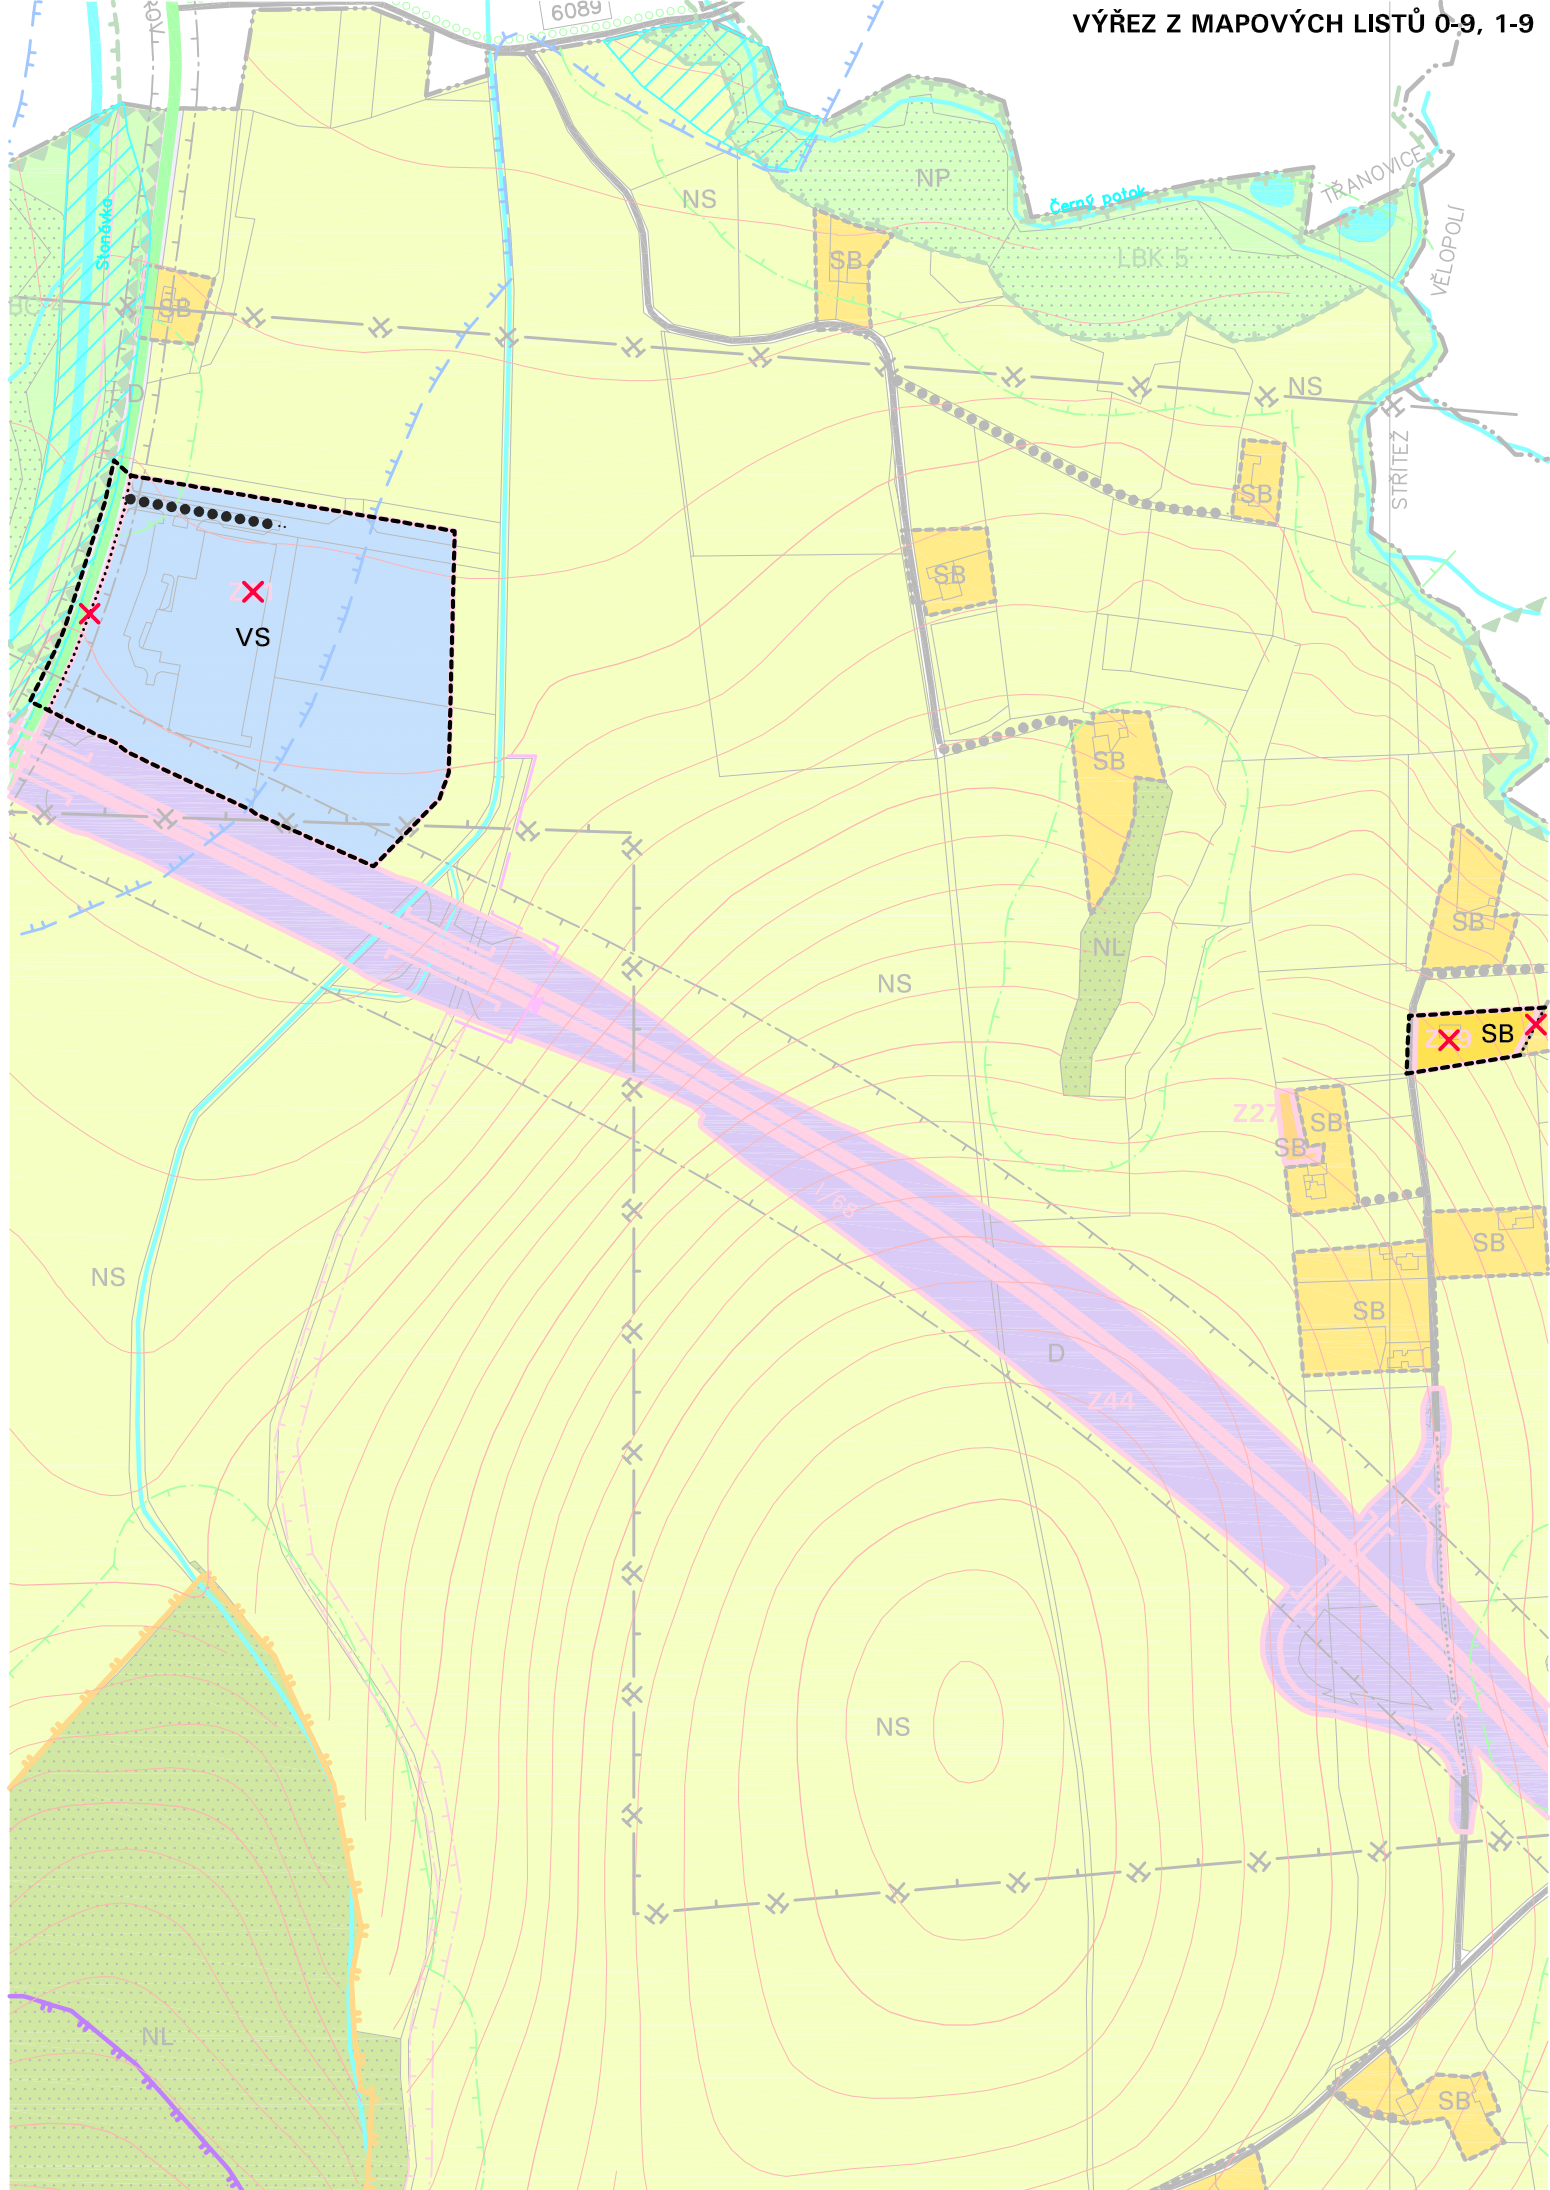 VÝŘEZ Z MAPOVÝCH LISTŮ 0-9, 1-9
6089
TŘANOVICE
NP
NS
Černý potok
VĚLOPOLÍ
Stonávka
SB
LBK 5
SB
NS
D
STŘÍTEŽ
SB
SB
VS
SB
SB
NL
NS
SB
Z27
SB
SB
I/68
SB
NS
SB
D
Z44
NS
NL
SB